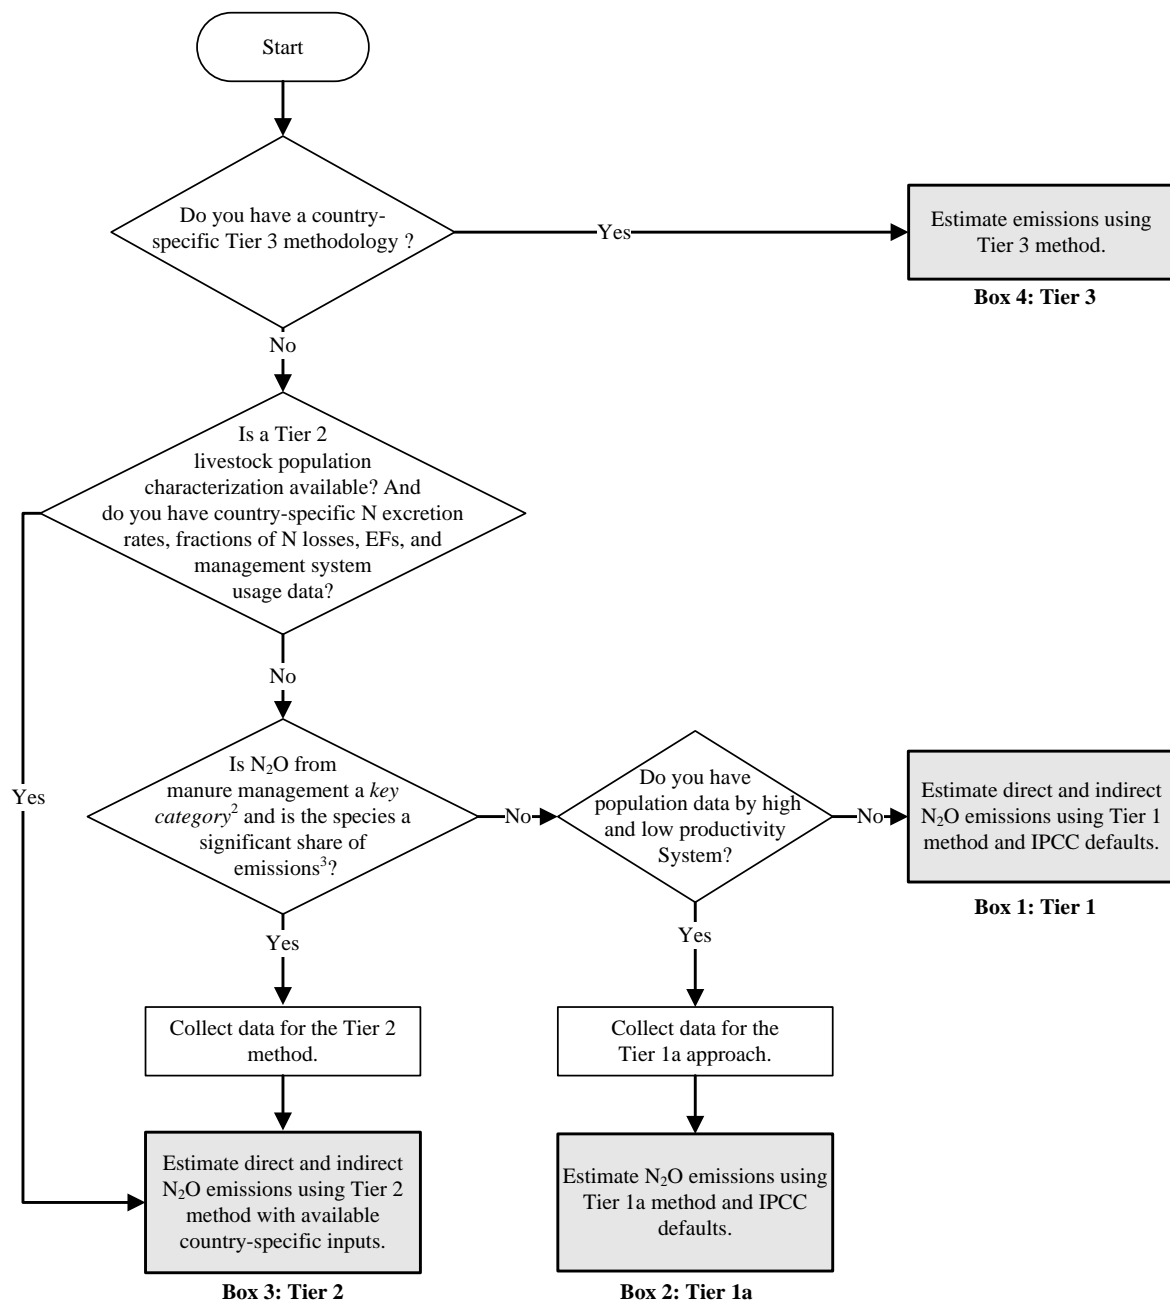 Start
Do you have a country-
specific Tier 3 methodology ?
Yes
Estimate emissions using
Tier 3 method.
Box 4: Tier 3
No
Is a Tier 2
livestock population
characterization available? And
do you have country-specific N excretion
rates, fractions of N losses, EFs, and
management system
usage data?
Yes
No
Is N₂O from
manure management a key
category² and is the species a
significant share of
emissions³?
No
Do you have
population data by high
and low productivity
System?
No
Estimate direct and indirect
N₂O emissions using Tier 1
method and IPCC defaults.
Box 1: Tier 1
Yes
Yes
Collect data for the Tier 2
method.
Collect data for the
Tier 1a approach.
Estimate direct and indirect
N₂O emissions using Tier 2
method with available
country-specific inputs.
Box 3: Tier 2
Estimate N₂O emissions using
Tier 1a method and IPCC
defaults.
Box 2: Tier 1a